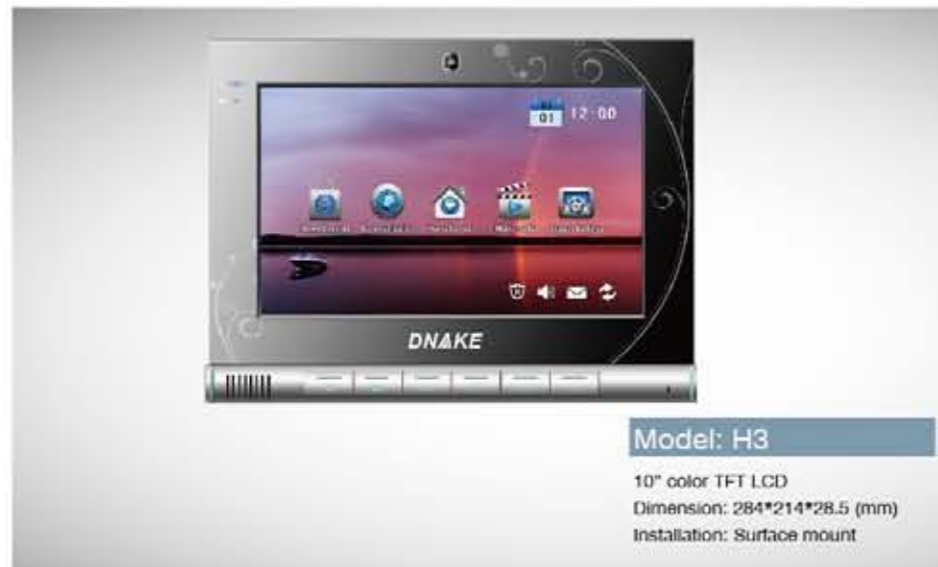 01 12:00
DNAKE
Model: H3
10" color TFT LCD
Dimension: 284*214*28.5 (mm)
Installation: Surface mount